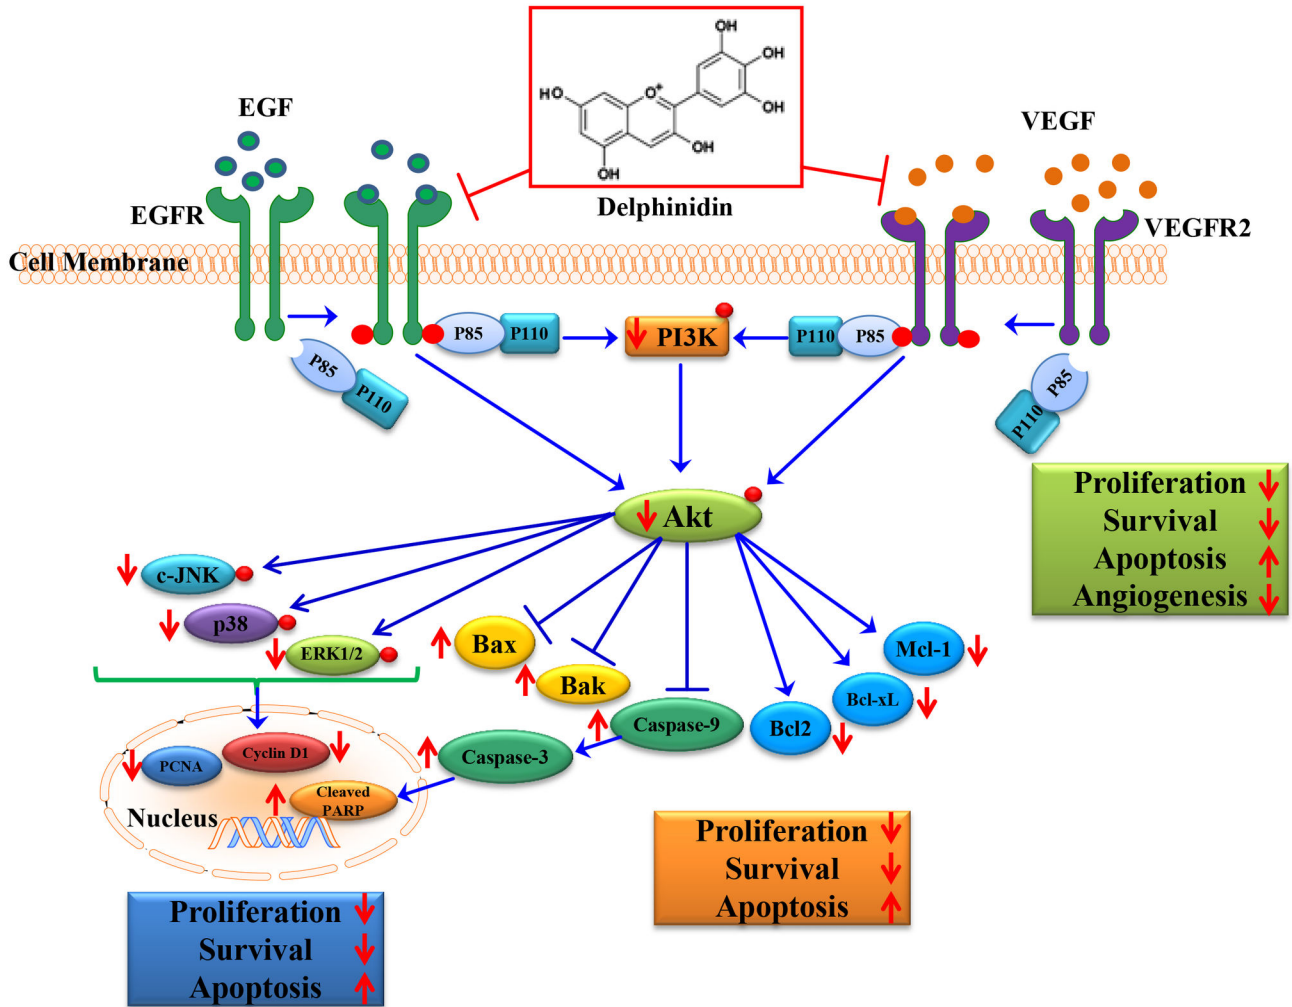 OH
OH
OH
HO
O+
OH
OH
EGF
VEGF
Delphinidin
EGFR
VEGFR2
Cell Membrane
P85
P110
PI3K
P110
P85
P85
P110
P85
P110
Akt
Proliferation
Survival
Apoptosis
Angiogenesis
c-JNK
p38
ERK1/2
Bax
Bak
Mcl-1
Bcl-xL
Bcl2
Caspase-9
Caspase-3
Cyclin D1
PCNA
Cleaved
PARP
Nucleus
Proliferation
Survival
Apoptosis
Proliferation
Survival
Apoptosis